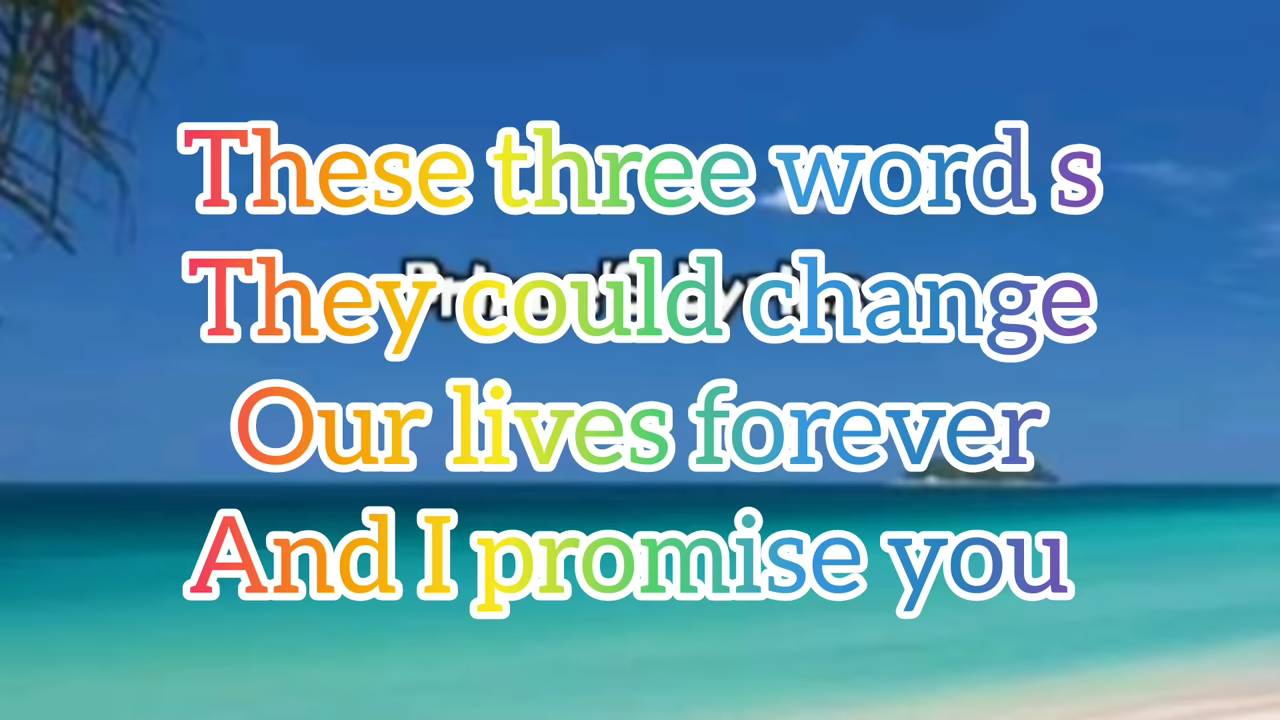 These three word s
They could change
Our lives forever
And I promise you